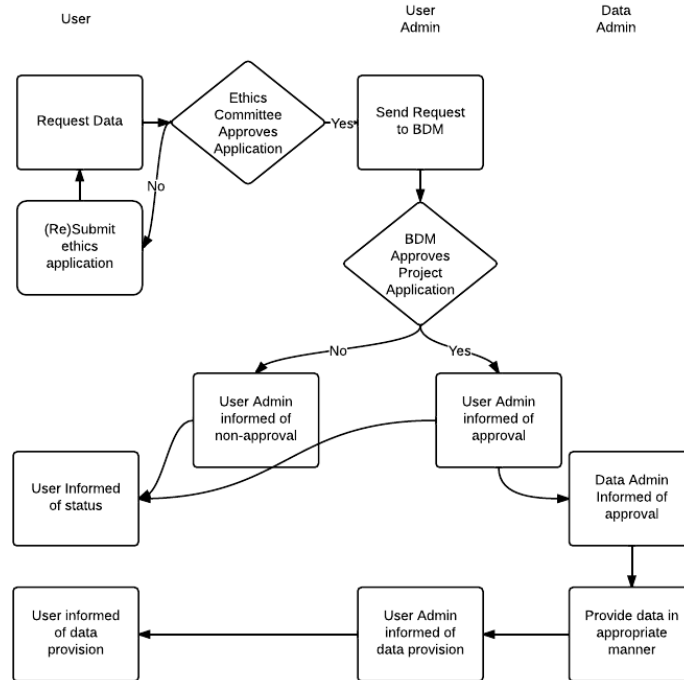 User
User
Admin
Data
Admin
Request Data
Ethics
Committee
Approves
Application
Yes
Send Request
to BDM
No
(Re)Submit
ethics
application
BDM
Approves
Project
Application
No
Yes
User Admin
informed of
non-approval
User Admin
informed of
approval
User Informed
of status
Data Admin
Informed of
approval
User informed
of data
provision
User Admin
informed of
data provision
Provide data in
appropriate
manner